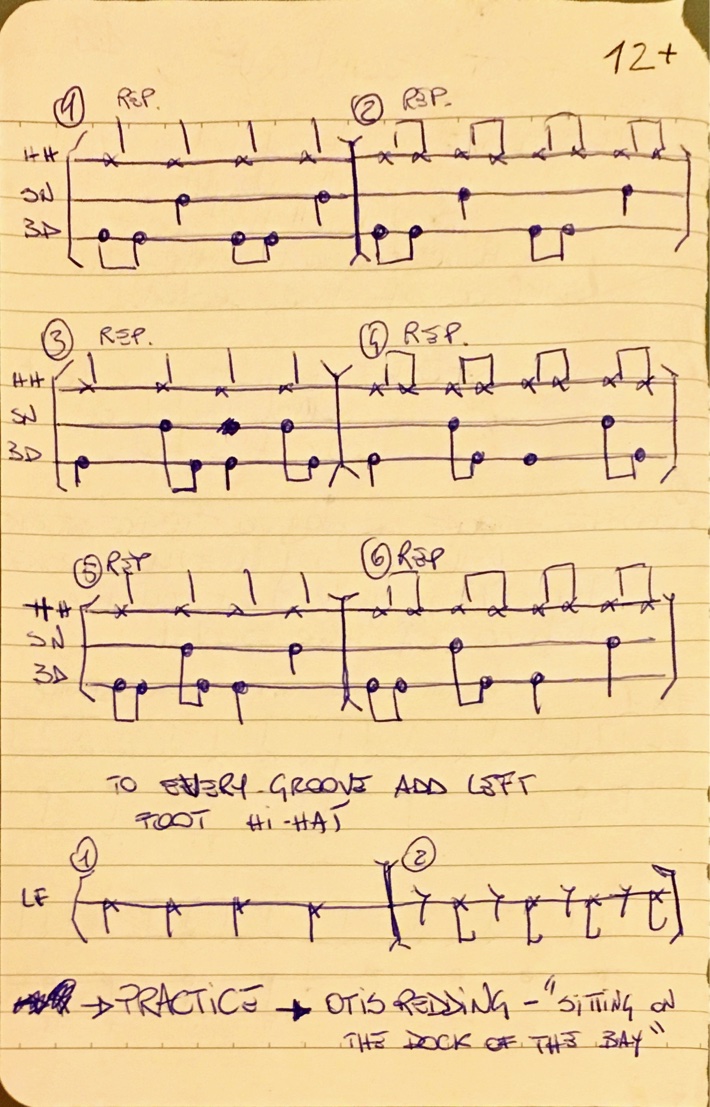 12+
1 REP. 2 REP.
HH
SN
BD
3 REP. 4 REP.
HH
SN
BD
5 REP 6 REP
HH
SN
BD
TO EVERY GROOVE ADD LEFT
FOOT HI-HAT
1 2
LF
→ PRACTICE → OTIS REDDING - "SITTING ON
THE DOCK OF THE BAY"